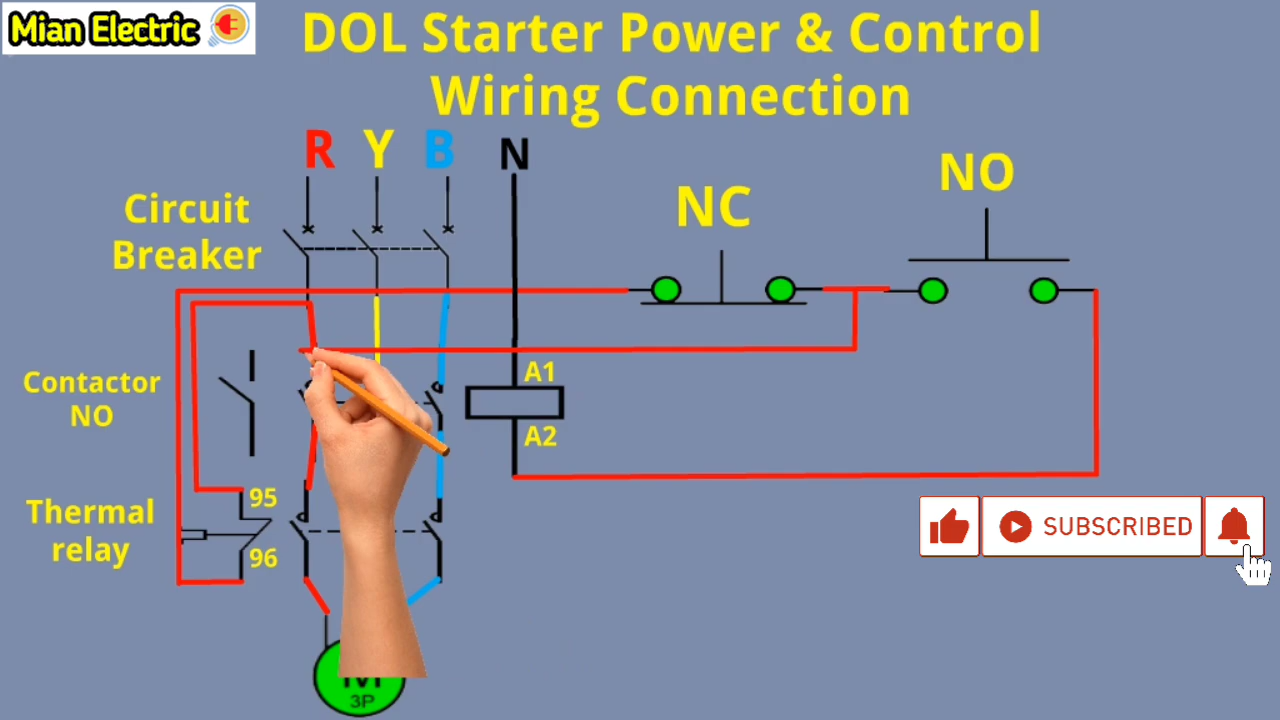 Mian Electric
DOL Starter Power & Control
Wiring Connection
R Y B N
Circuit
Breaker
NC
NO
Contactor
NO
A1
A2
Thermal
relay
95
96
SUBSCRIBED
3P